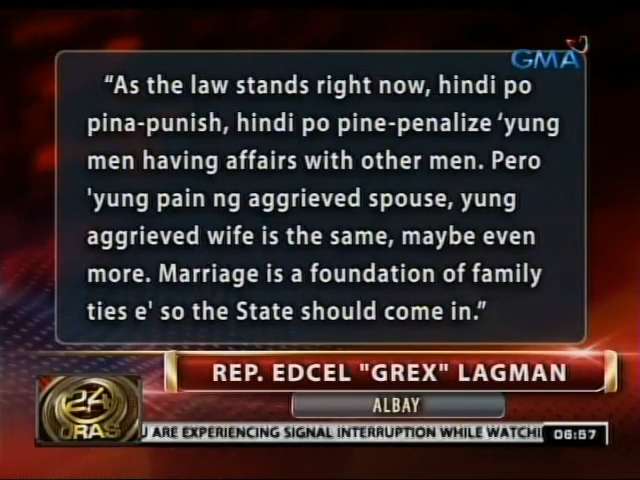 GMA
“As the law stands right now, hindi po
pina-punish, hindi po pine-penalize ‘yung
men having affairs with other men. Pero
'yung pain ng aggrieved spouse, yung
aggrieved wife is the same, maybe even
more. Marriage is a foundation of family
ties e' so the State should come in.”
REP. EDCEL "GREX" LAGMAN
ALBAY
24
ORAS
ARE EXPERIENCING SIGNAL INTERRUPTION WHILE
06:57